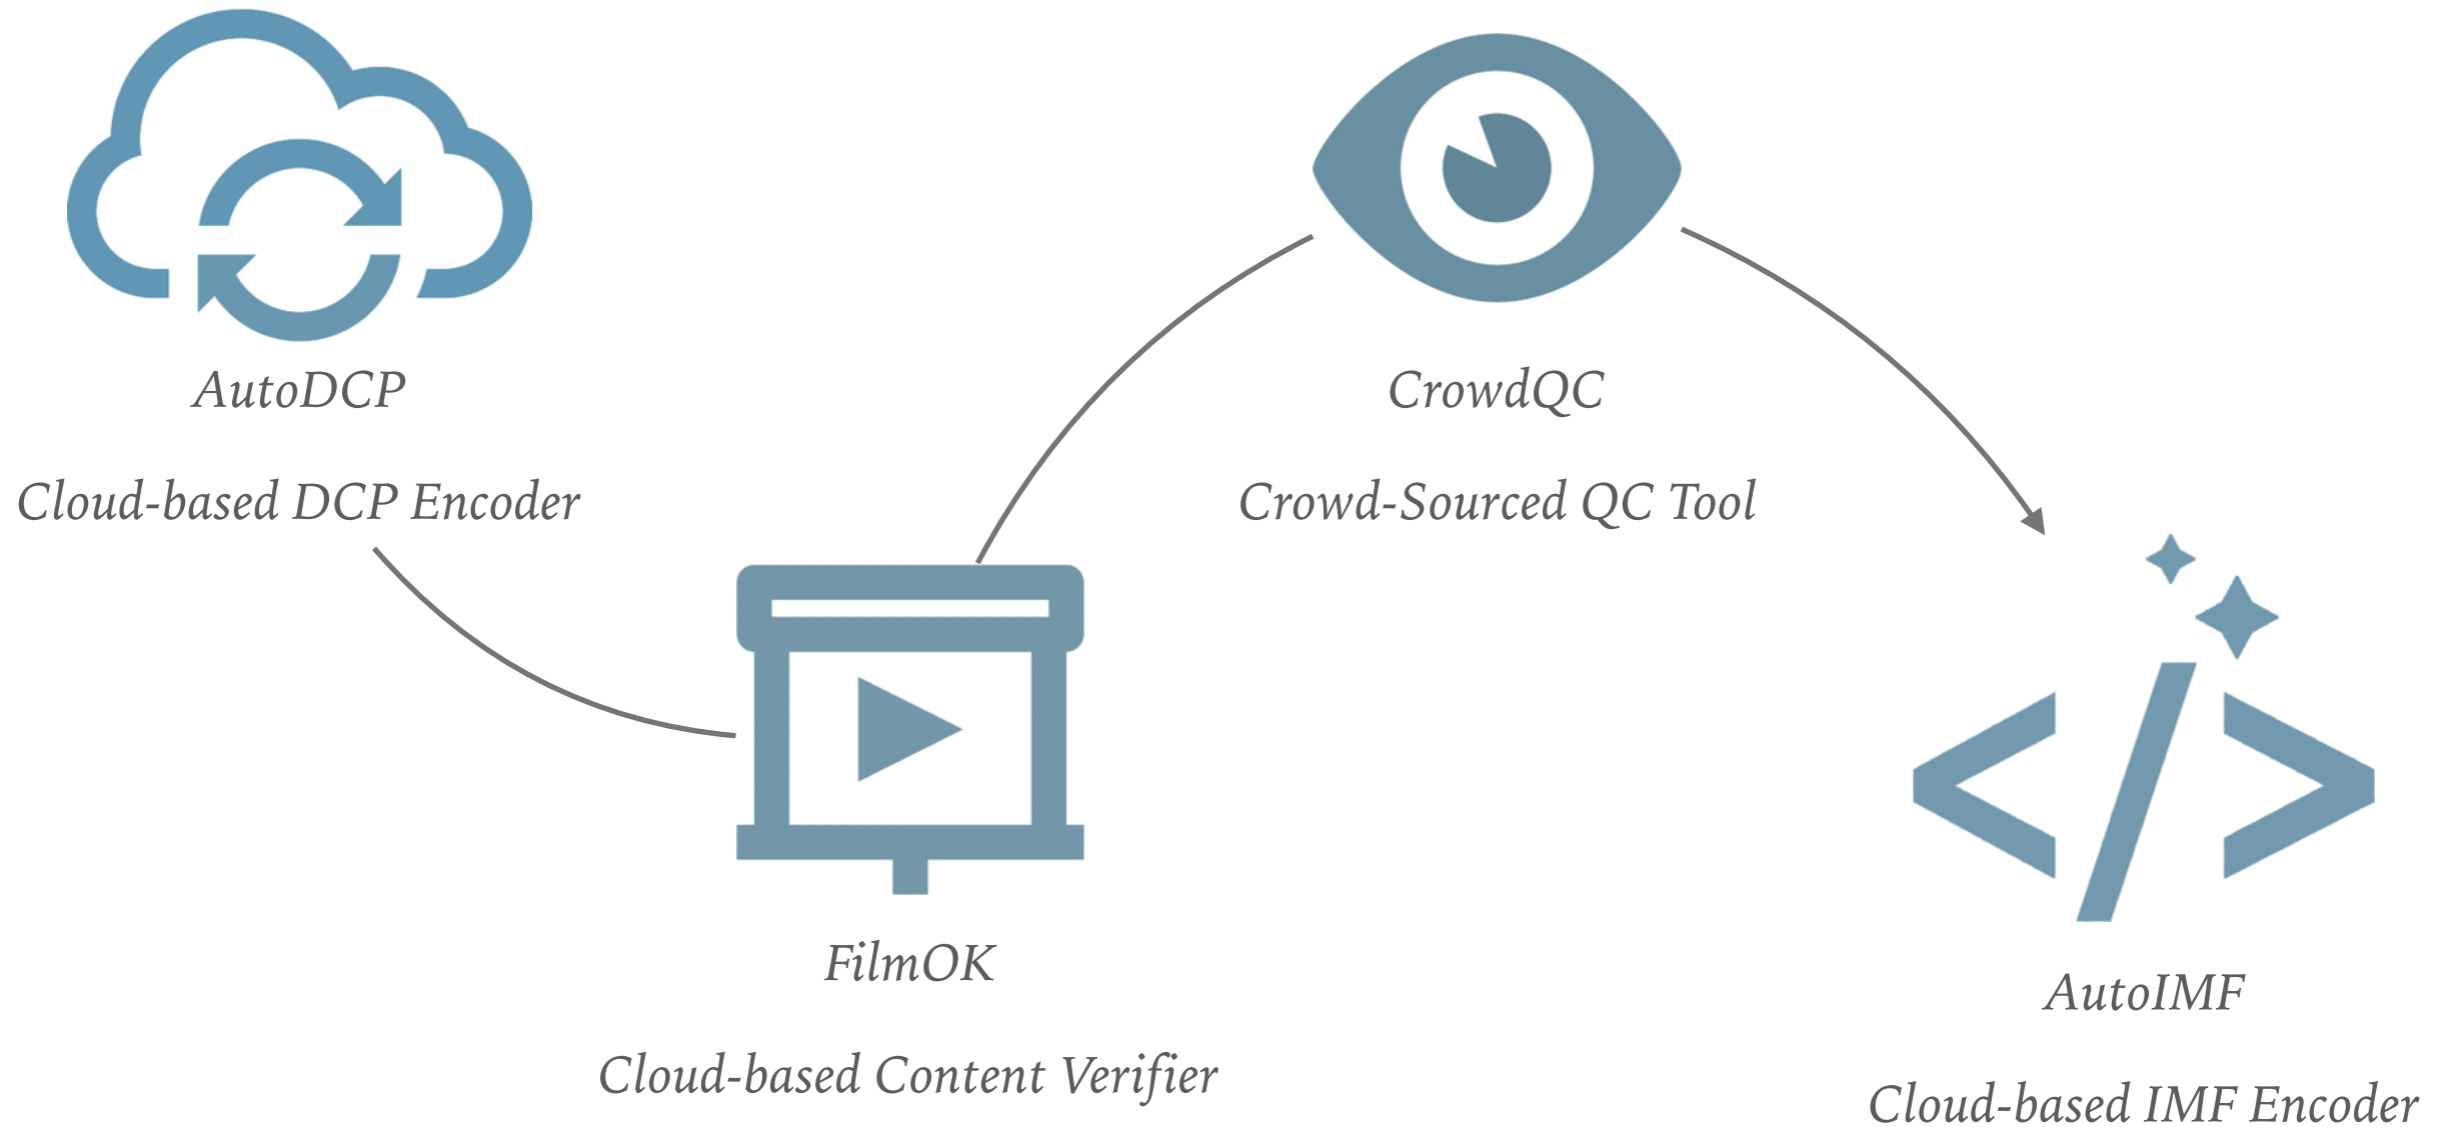 AutoDCP
Cloud-based DCP Encoder
FilmOK
Cloud-based Content Verifier
CrowdQC
Crowd-Sourced QC Tool
AutoIMF
Cloud-based IMF Encoder